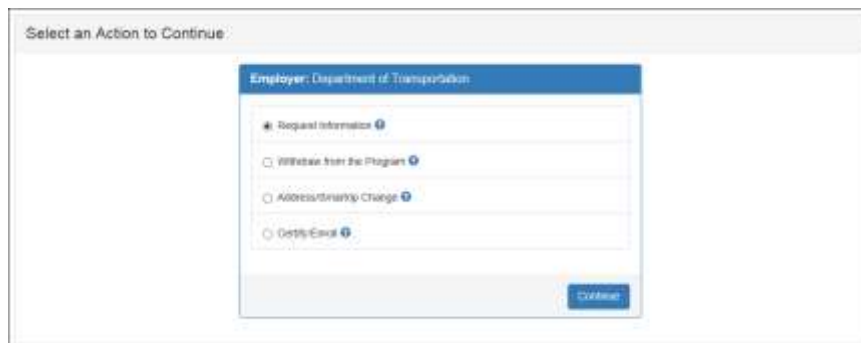 Select an Action to Continue
Employer: Department of Transportation
Request Information
Withdraw from the Program
Address/Smartrip Change
Certify/Enroll
Continue